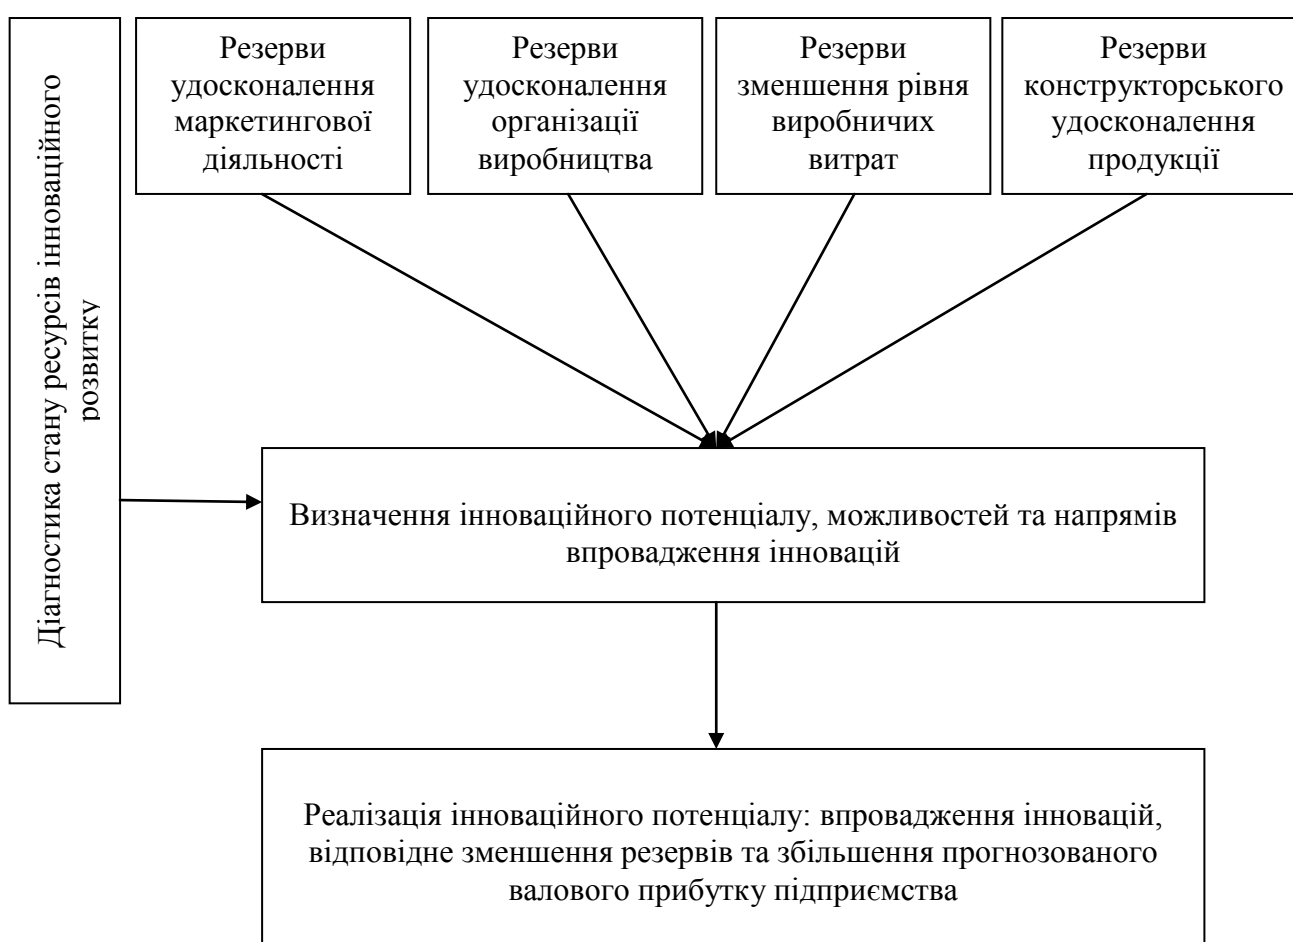 Діагностика стану ресурсів інноваційного
розвитку
Резерви
удосконалення
маркетингової
діяльності
Резерви
удосконалення
організації
виробництва
Резерви
зменшення рівня
виробничих
витрат
Резерви
конструкторського
удосконалення
продукції
Визначення інноваційного потенціалу, можливостей та напрямів
впровадження інновацій
Реалізація інноваційного потенціалу: впровадження інновацій,
відповідне зменшення резервів та збільшення прогнозованого
валового прибутку підприємства